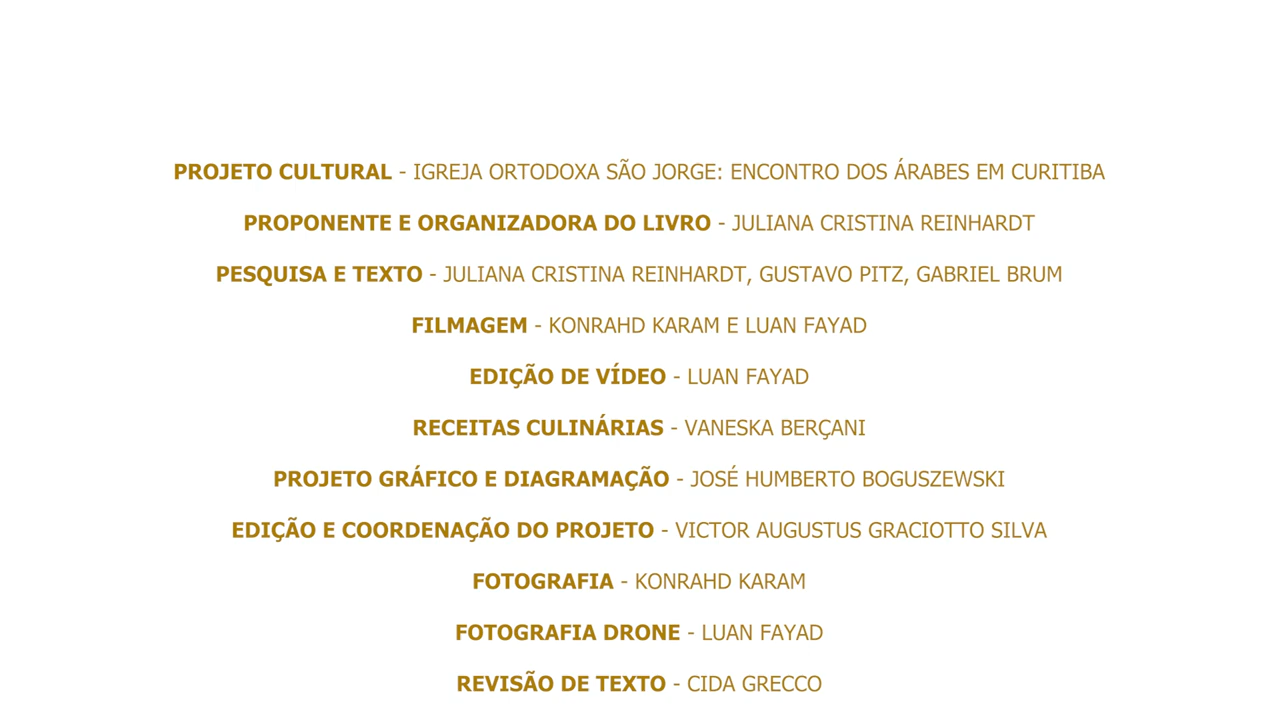 PROJETO CULTURAL - IGREJA ORTODOXA SÃO JORGE: ENCONTRO DOS ÁRABES EM CURITIBA
PROPONENTE E ORGANIZADORA DO LIVRO - JULIANA CRISTINA REINHARDT
PESQUISA E TEXTO - JULIANA CRISTINA REINHARDT, GUSTAVO PITZ, GABRIEL BRUM
FILMAGEM - KONRAHD KARAM E LUAN FAYAD
EDIÇÃO DE VÍDEO - LUAN FAYAD
RECEITAS CULINÁRIAS - VANESKA BERÇANI
PROJETO GRÁFICO E DIAGRAMAÇÃO - JOSÉ HUMBERTO BOGUSZEWSKI
EDIÇÃO E COORDENAÇÃO DO PROJETO - VICTOR AUGUSTUS GRACIOTTO SILVA
FOTOGRAFIA - KONRAHD KARAM
FOTOGRAFIA DRONE - LUAN FAYAD
REVISÃO DE TEXTO - CIDA GRECCO